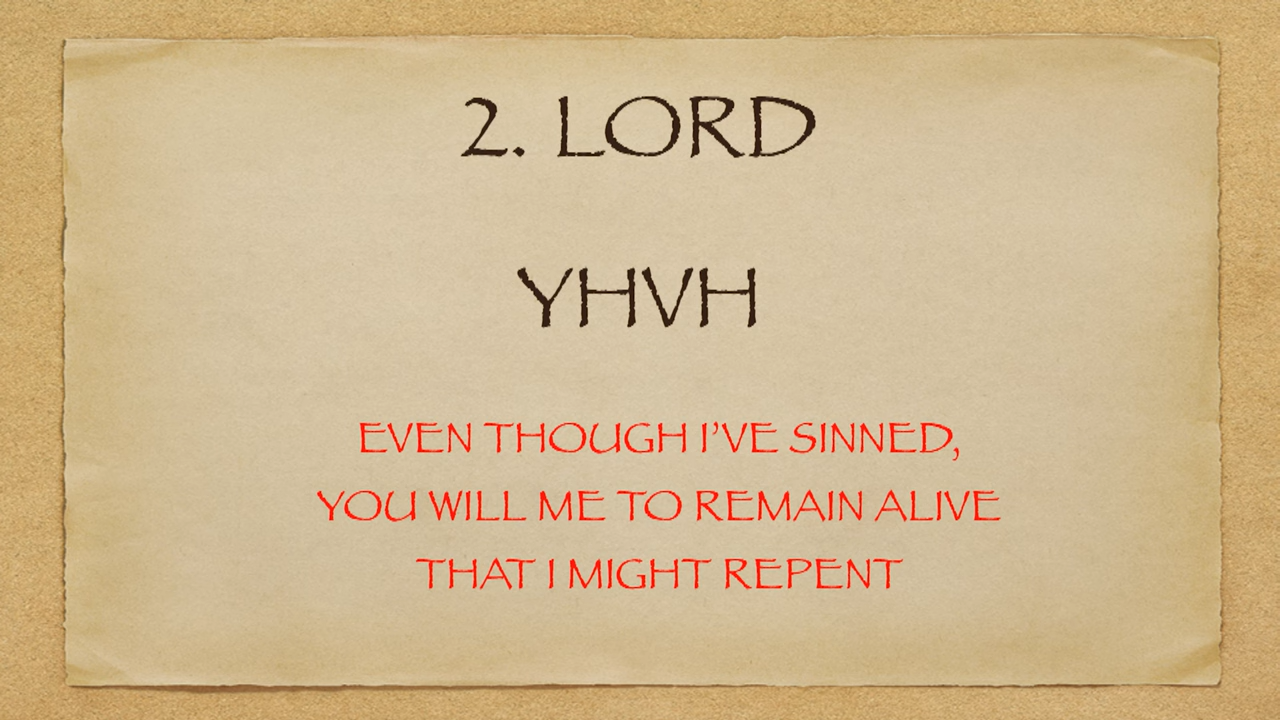 2. LORD
YHVH
EVEN THOUGH I’VE SINNED,
YOU WILL ME TO REMAIN ALIVE
THAT I MIGHT REPENT